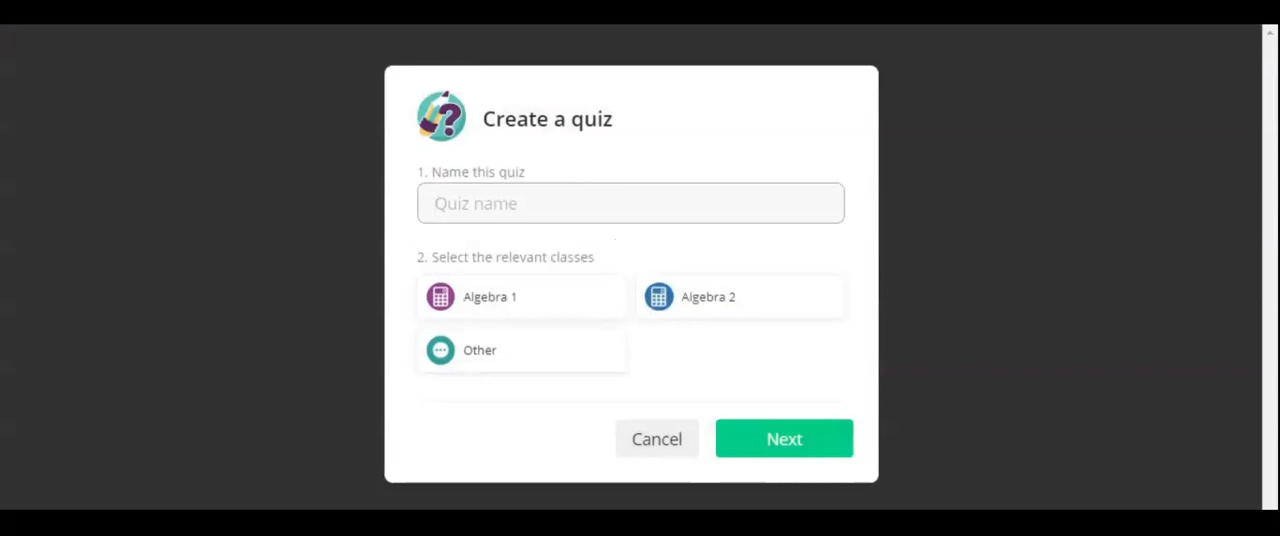 Create a quiz
1. Name this quiz
Quiz name
2. Select the relevant classes
Algebra 1
Algebra 2
Other
Cancel
Next